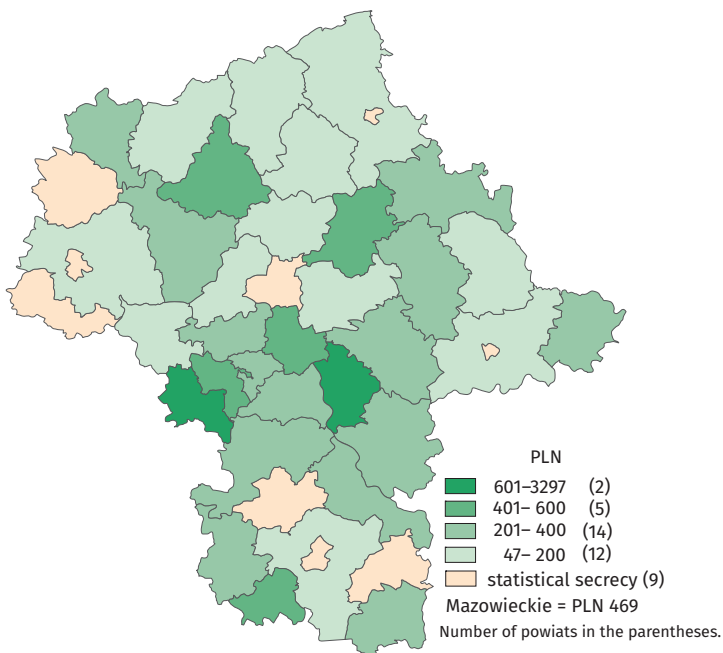 PLN
601–3297 (2)
401– 600 (5)
201– 400 (14)
47– 200 (12)
statistical secrecy (9)
Mazowieckie = PLN 469
Number of powiats in the parentheses.